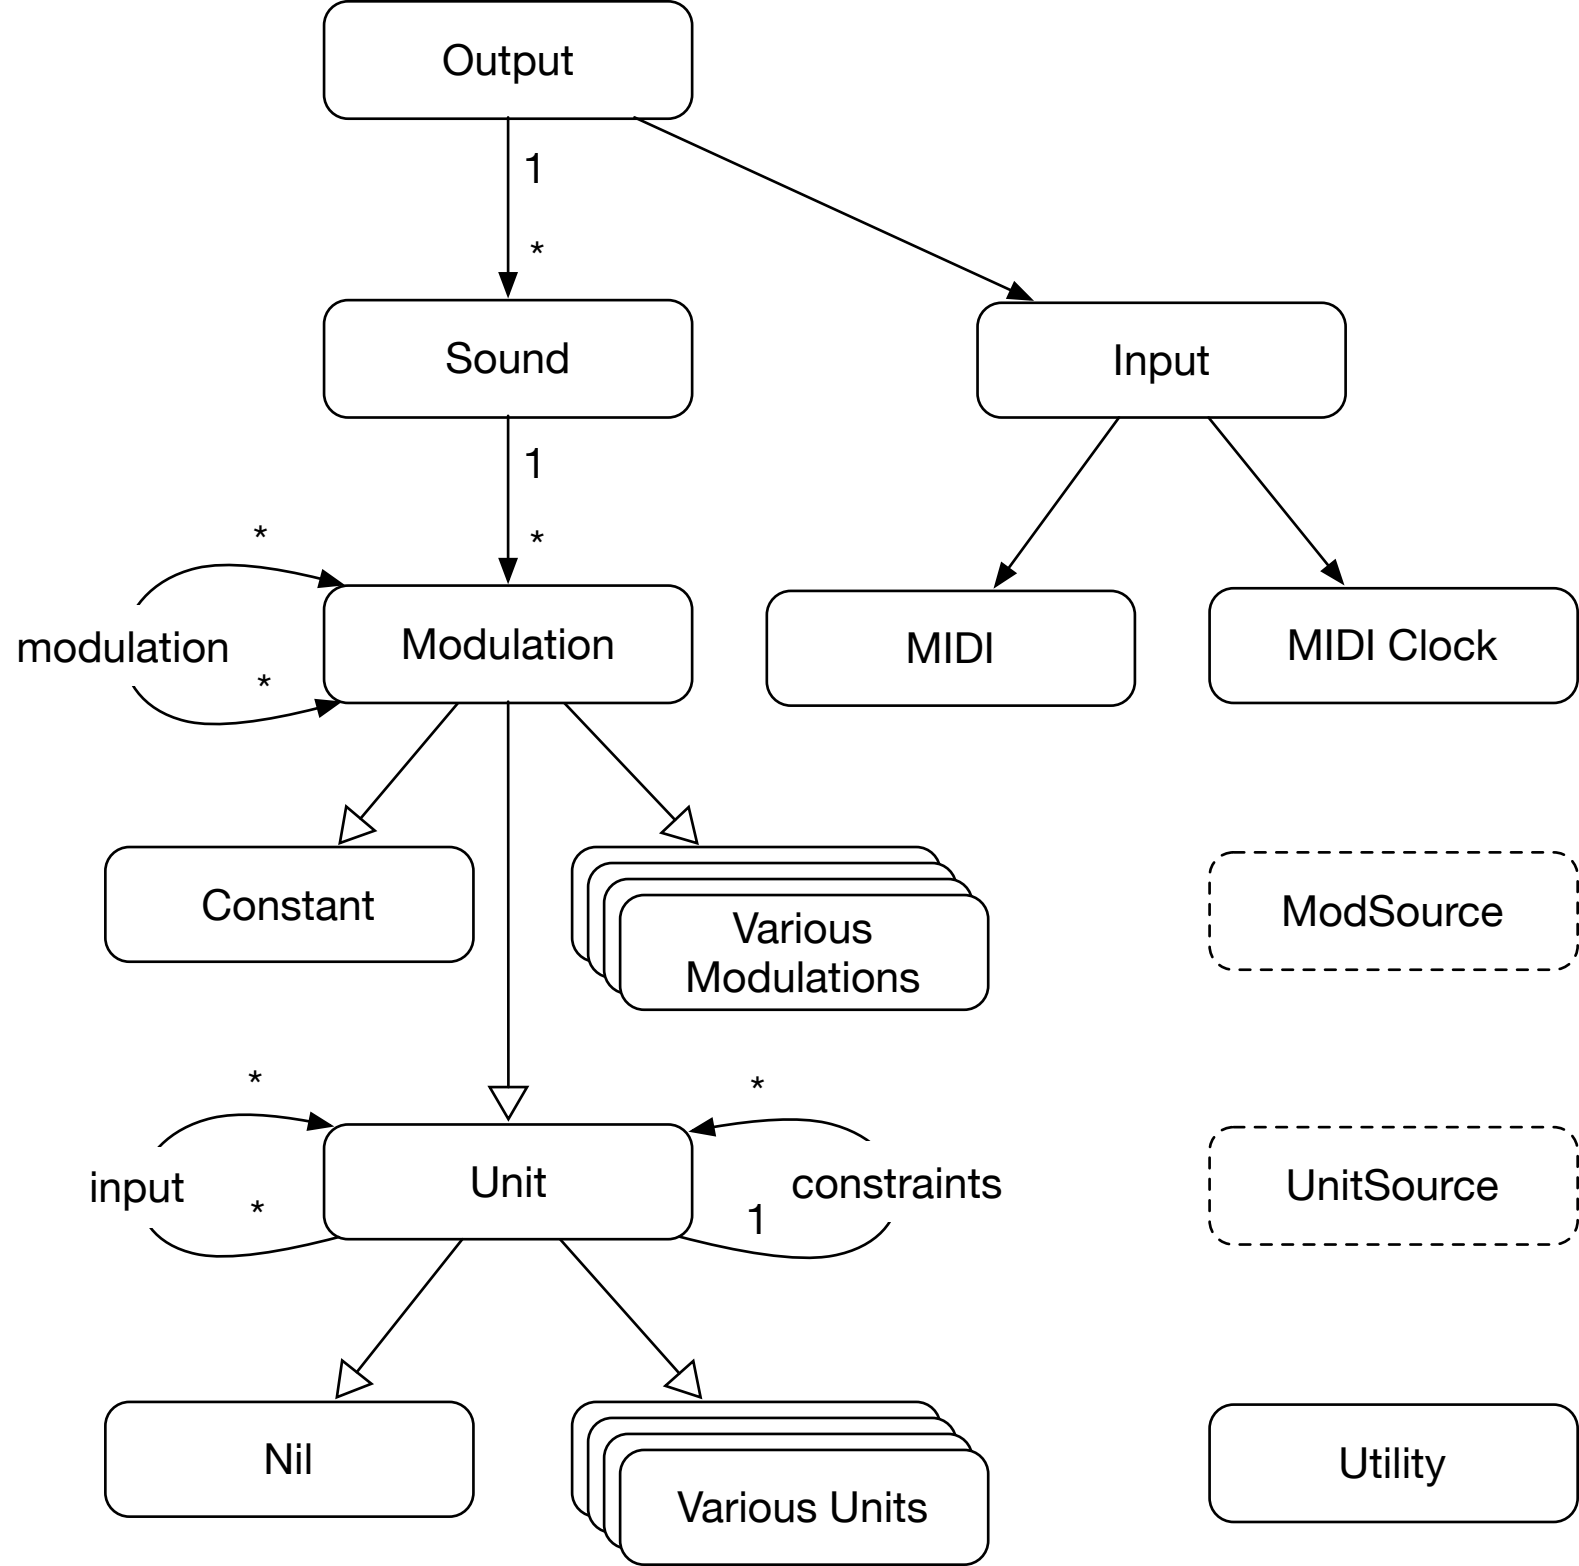 Output
1
*
Sound
Input
1
*
*
modulation
*
Modulation
MIDI
MIDI Clock
Constant
Various
Modulations
ModSource
*
input
*
Unit
*
constraints
1
UnitSource
Nil
Various Units
Utility